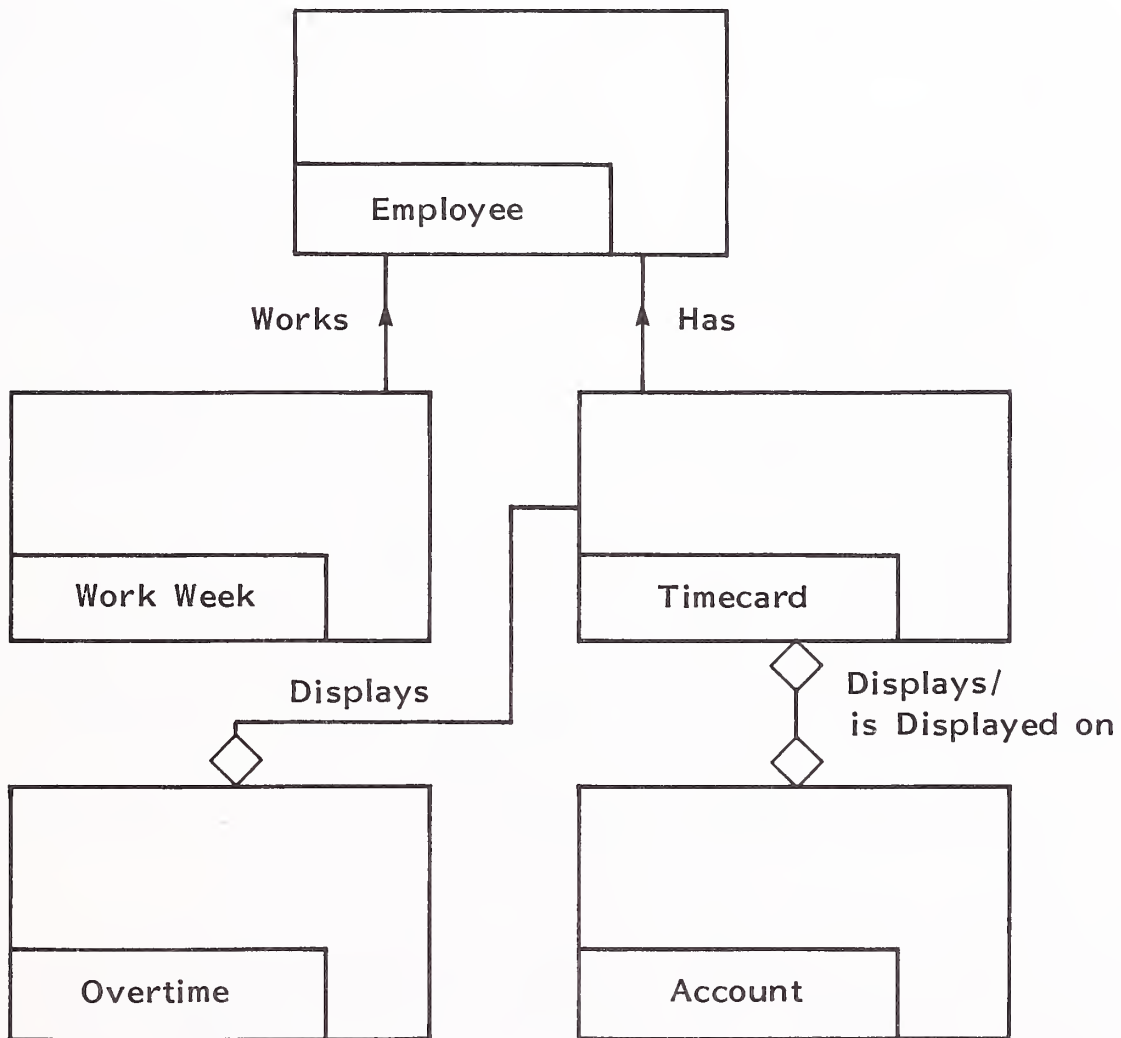 Employee
Works
Has
Work Week
Timecard
Displays
Displays/
is Displayed on
Overtime
Account